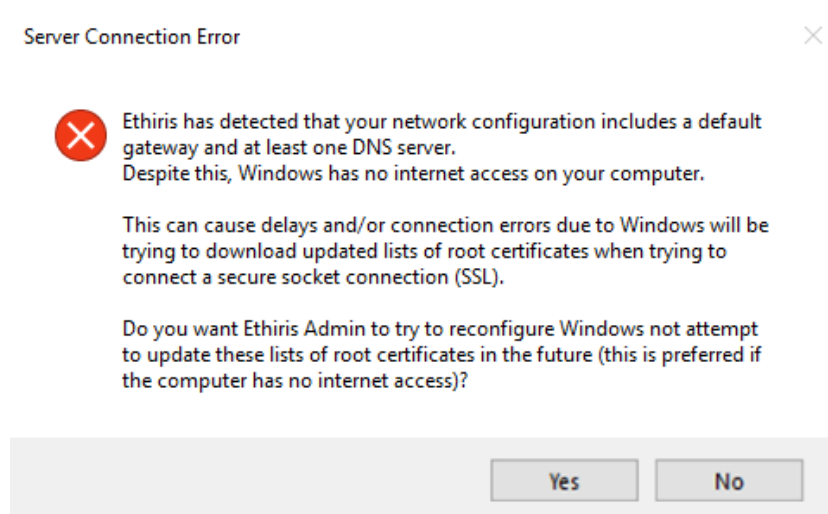 Server Connection Error
Ethiris has detected that your network configuration includes a default
gateway and at least one DNS server.
Despite this, Windows has no internet access on your computer.
This can cause delays and/or connection errors due to Windows will be
trying to download updated lists of root certificates when trying to
connect a secure socket connection (SSL).
Do you want Ethiris Admin to try to reconfigure Windows not attempt
to update these lists of root certificates in the future (this is preferred if
the computer has no internet access)?
Yes No